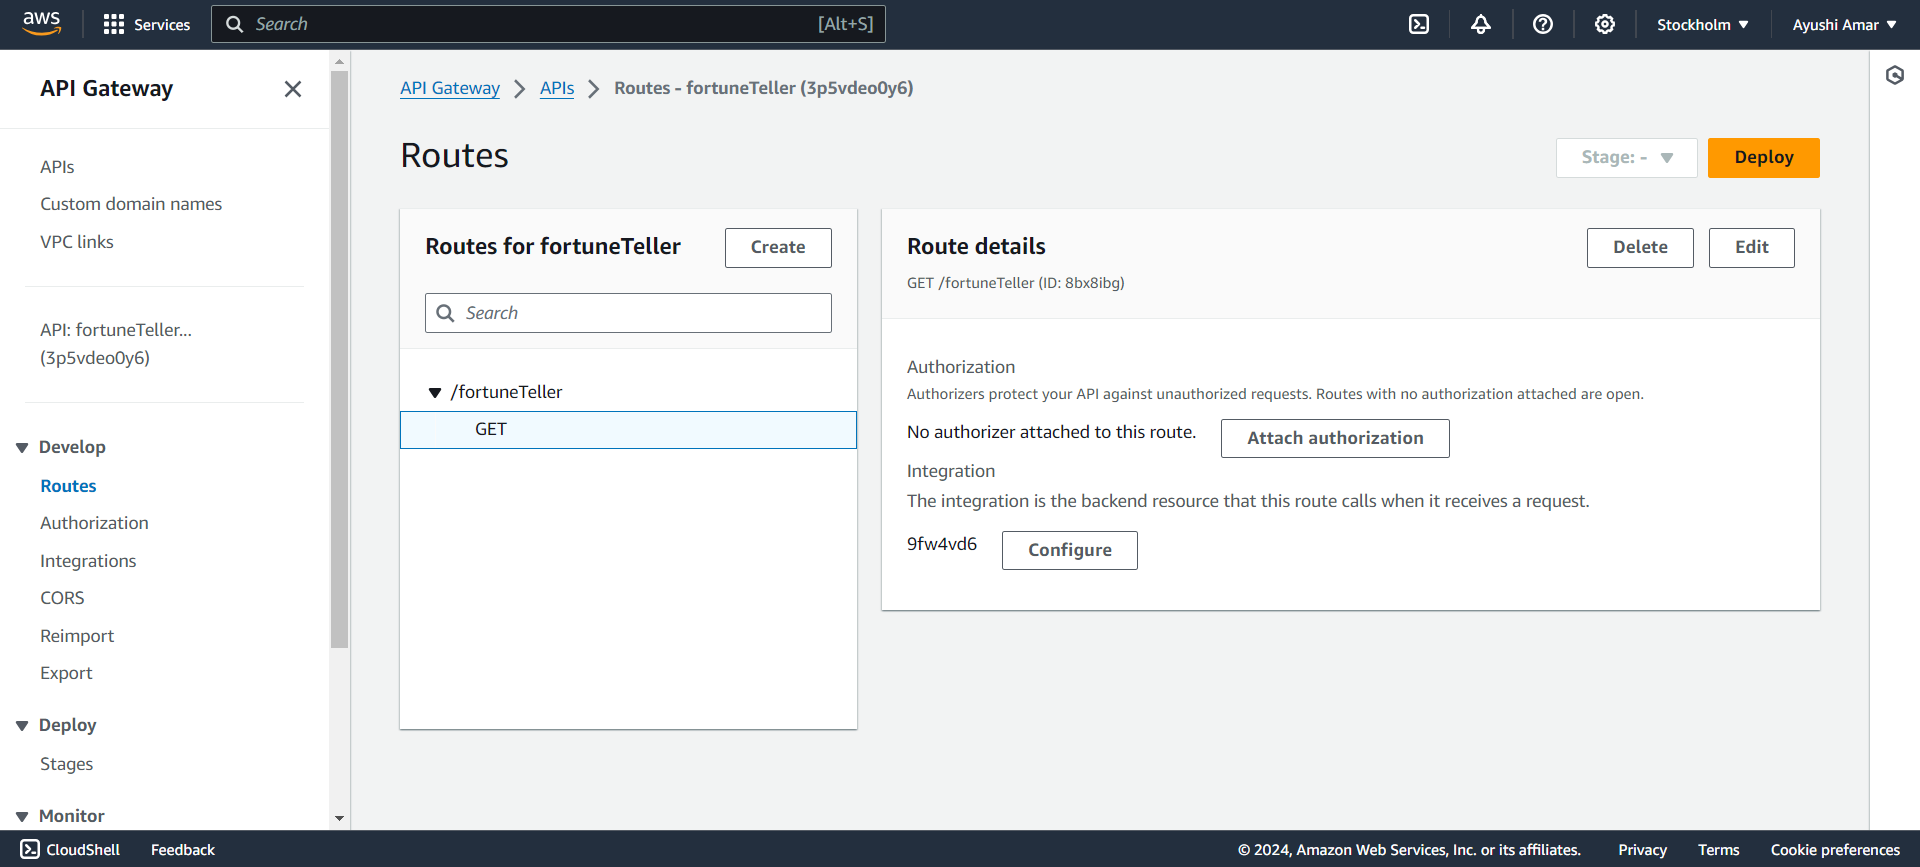 aws
Services
Search
[Alt+S]
Stockholm
Ayushi Amar
API Gateway
APIs
Custom domain names
VPC links
API: fortuneTeller...
(3p5vdeo0y6)
Develop
Routes
Authorization
Integrations
CORS
Reimport
Export
Deploy
Stages
Monitor
API Gateway
APIs
Routes - fortuneTeller (3p5vdeo0y6)
Routes
Stage: -
Deploy
Routes for fortuneTeller
Create
Search
/fortuneTeller
GET
Route details
Delete
Edit
GET /fortuneTeller (ID: 8bx8ibg)
Authorization
Authorizers protect your API against unauthorized requests. Routes with no authorization attached are open.
No authorizer attached to this route.
Attach authorization
Integration
The integration is the backend resource that this route calls when it receives a request.
9fw4vd6
Configure
CloudShell
Feedback
© 2024, Amazon Web Services, Inc. or its affiliates.
Privacy
Terms
Cookie preferences